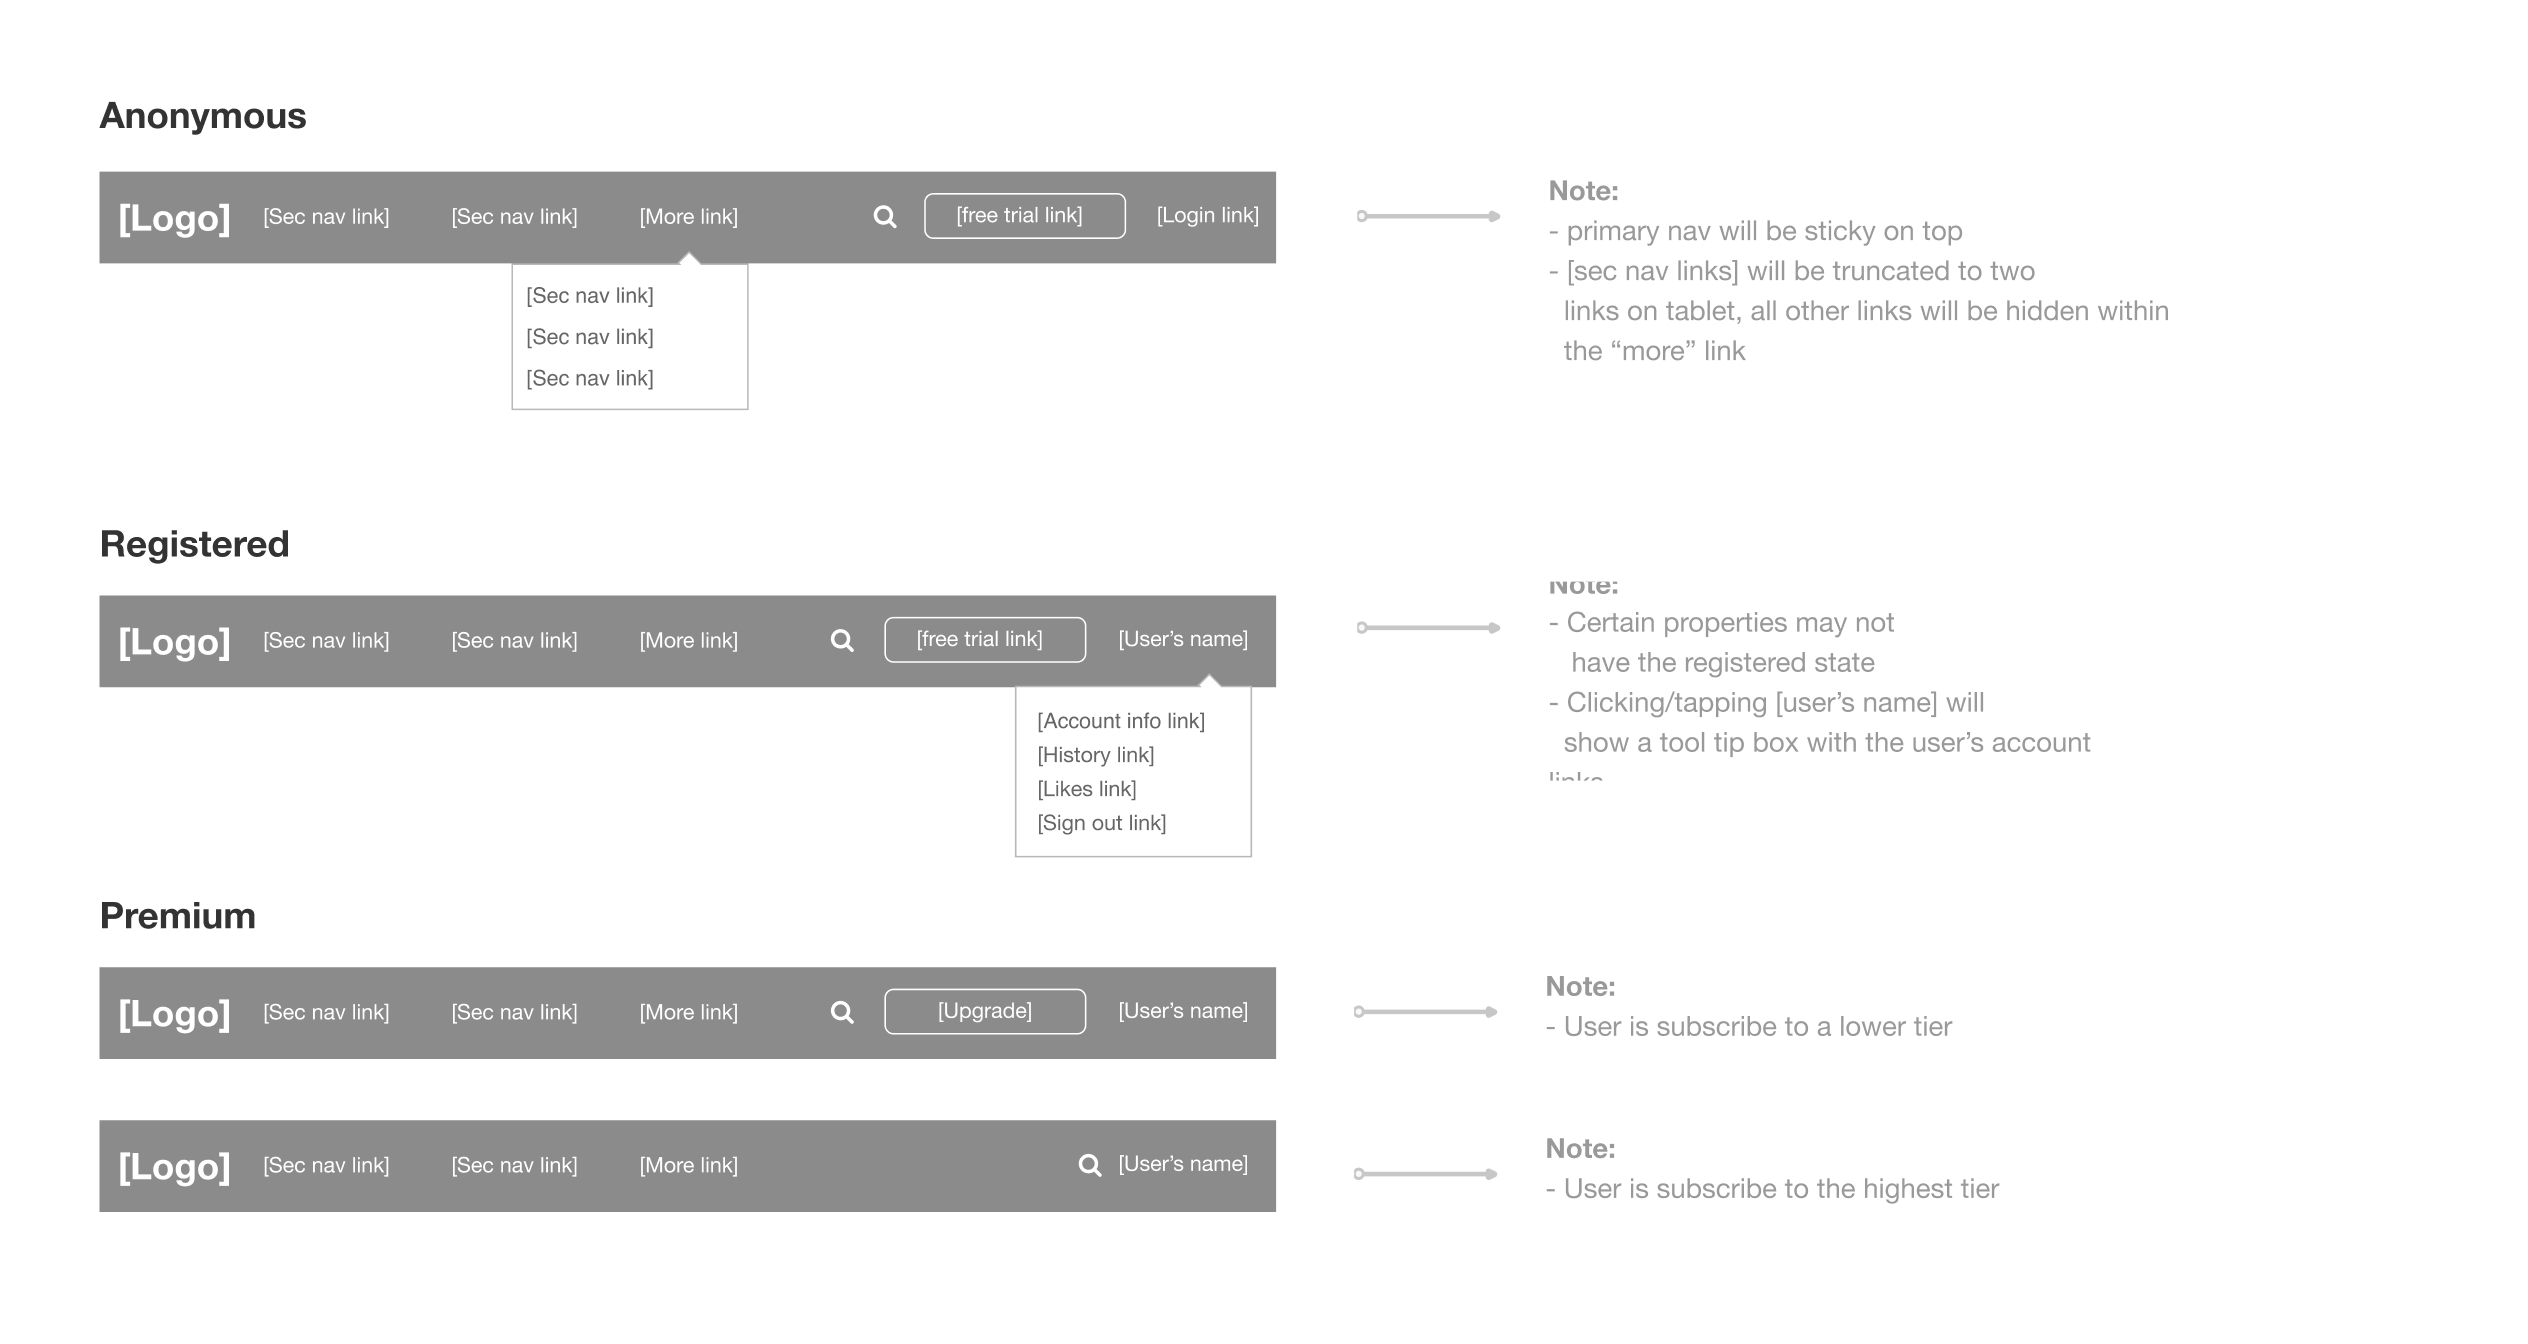 Anonymous
[Logo] [Sec nav link] [Sec nav link] [More link] [free trial link] [Login link]
[Sec nav link]
[Sec nav link]
[Sec nav link]
Note:
- primary nav will be sticky on top
- [sec nav links] will be truncated to two
links on tablet, all other links will be hidden within
the “more” link
Registered
[Logo] [Sec nav link] [Sec nav link] [More link] [free trial link] [User’s name]
[Account info link]
[History link]
[Likes link]
[Sign out link]
Note:
- Certain properties may not
have the registered state
- Clicking/tapping [user’s name] will
show a tool tip box with the user’s account
links
Premium
[Logo] [Sec nav link] [Sec nav link] [More link] [Upgrade] [User’s name]
Note:
- User is subscribe to a lower tier
[Logo] [Sec nav link] [Sec nav link] [More link] [User’s name]
Note:
- User is subscribe to the highest tier